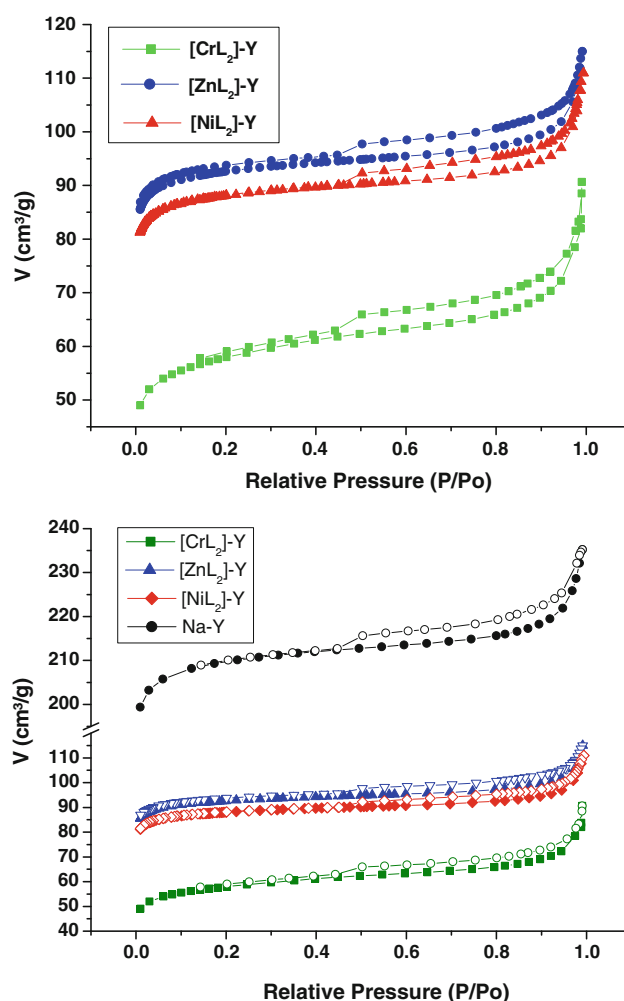 120
110
100
90
80
70
60
50
V (cm³/g)
[CrL₂]-Y
[ZnL₂]-Y
[NiL₂]-Y
0.0 0.2 0.4 0.6 0.8 1.0
Relative Pressure (P/Po)
240
230
220
210
200
110
100
90
80
70
60
50
40
V (cm³/g)
[CrL₂]-Y
[ZnL₂]-Y
[NiL₂]-Y
Na-Y
0.0 0.2 0.4 0.6 0.8 1.0
Relative Pressure (P/Po)